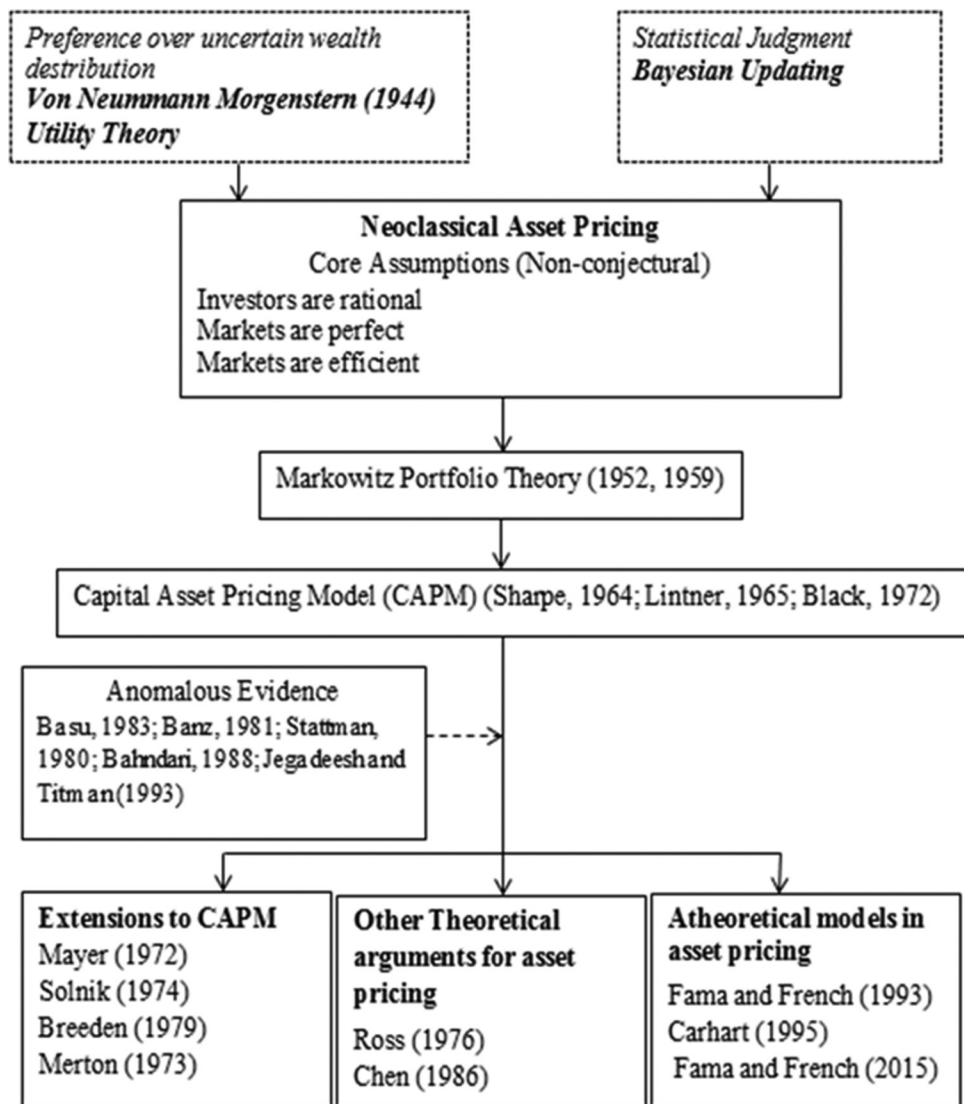 Preference over uncertain wealth
destribution
Von Neummann Morgenstern (1944)
Utility Theory
Statistical Judgment
Bayesian Updating
Neoclassical Asset Pricing
Core Assumptions (Non-conjectural)
Investors are rational
Markets are perfect
Markets are efficient
Markowitz Portfolio Theory (1952, 1959)
Capital Asset Pricing Model (CAPM) (Sharpe, 1964; Lintner, 1965; Black, 1972)
Anomalous Evidence
Basu, 1983; Banz, 1981; Stattman,
1980; Bahndari, 1988; Jegadeesh and
Titman (1993)
Extensions to CAPM
Mayer (1972)
Solnik (1974)
Breeden (1979)
Merton (1973)
Other Theoretical
arguments for asset
pricing
Ross (1976)
Chen (1986)
Atheoretical models in
asset pricing
Fama and French (1993)
Carhart (1995)
Fama and French (2015)